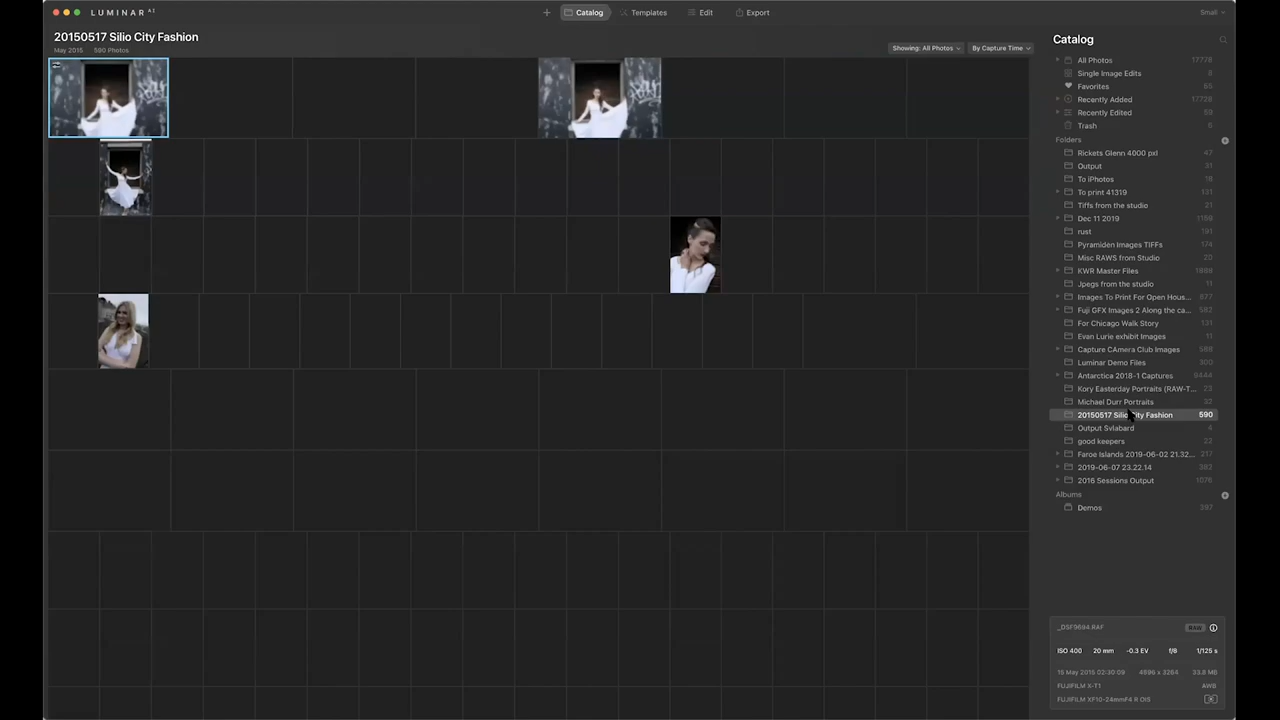 LUMINAR AI
+ Catalog Templates Edit Export
Small
20150517 Silio City Fashion
May 2015 590 Photos
Showing: All Photos
By Capture Time
Catalog
All Photos 17778
Single Image Edits 8
Favorites 65
Recently Added 17728
Recently Edited 59
Trash 6
Folders
Rickets Glenn 4000 pxl 47
Output 31
To iPhotos 18
To print 41319 131
Tiffs from the studio 21
Dec 11 2019 1159
rust 191
Pyramiden Images TIFFs 174
Misc RAWS from Studio 20
KWR Master Files 1886
Jpegs from the studio 11
Images To Print For Open Hous... 577
Fuji GFX Images 2 Along the ca... 582
For Chicago Walk Story 131
Evan Lurie exhibit Images 11
Capture CAmera Club Images 588
Luminar Demo Files 300
Antarctica 2018-1 Captures 9444
Kory Easterday Portraits (RAW-T... 23
Michael Durr Portraits 32
20150517 Silio City Fashion 590
Output Svlabard 4
good keepers 22
Faroe Islands 2019-06-02 21.32... 217
2019-06-07 23.22.14 383
2016 Sessions Output 1076
Albums
Demos 397
_DSF9684.RAF RAW
ISO 400 20 mm -0.3 EV f/8 1/125 s
15 May 2015 02:30:09 4896 x 3264 33.8 MB
FUJIFILM X-T1 AWB
FUJIFILM XF10-24mmF4 R OIS